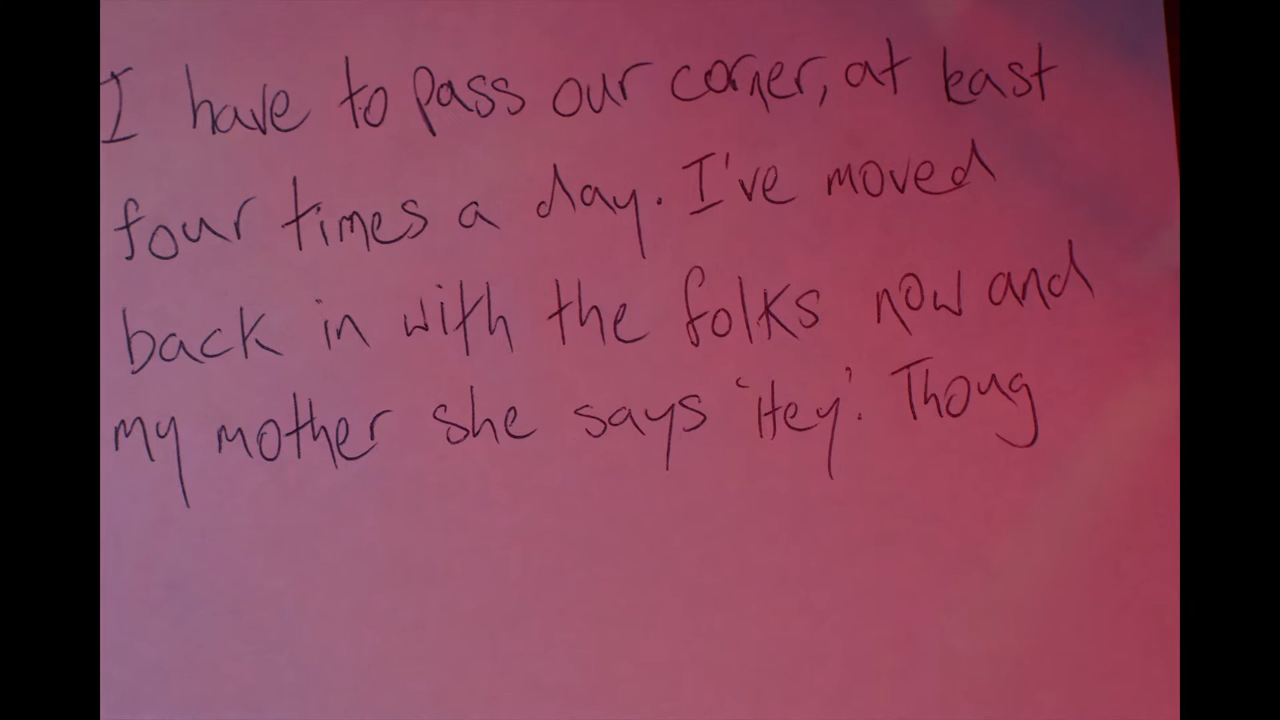 I have to pass our corner, at least
four times a day. I've moved
back in with the folks now and
my mother she says 'Hey'. Thoug